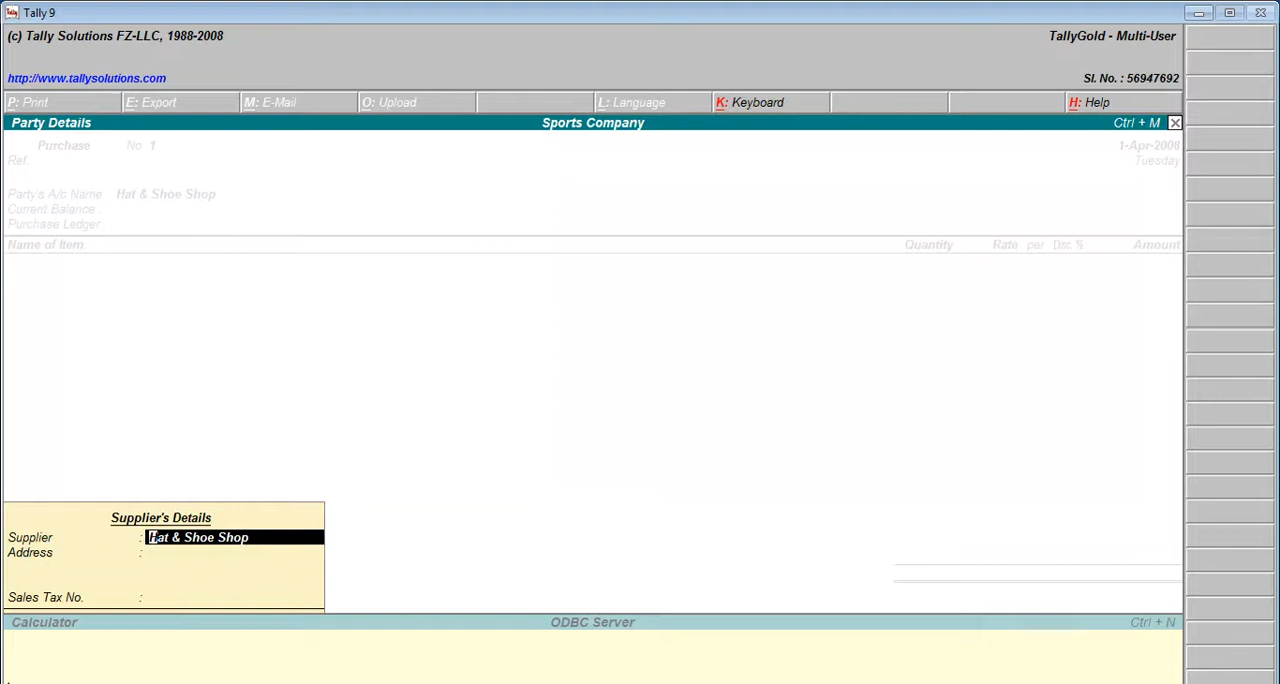 Tally 9
(c) Tally Solutions FZ-LLC, 1988-2008 TallyGold - Multi-User
http://www.tallysolutions.com Sl. No. : 56947692
P: Print E: Export M: E-Mail O: Upload L: Language K: Keyboard H: Help
Party Details Sports Company Ctrl + M
Purchase No 1 1-Apr-2008
Ref. Tuesday
Party's A/c Name Hat & Shoe Shop
Current Balance :
Purchase Ledger
Name of Item Quantity Rate per Disc. % Amount
Supplier's Details
Supplier : Hat & Shoe Shop
Address :
Sales Tax No. :
Calculator ODBC Server Ctrl + N